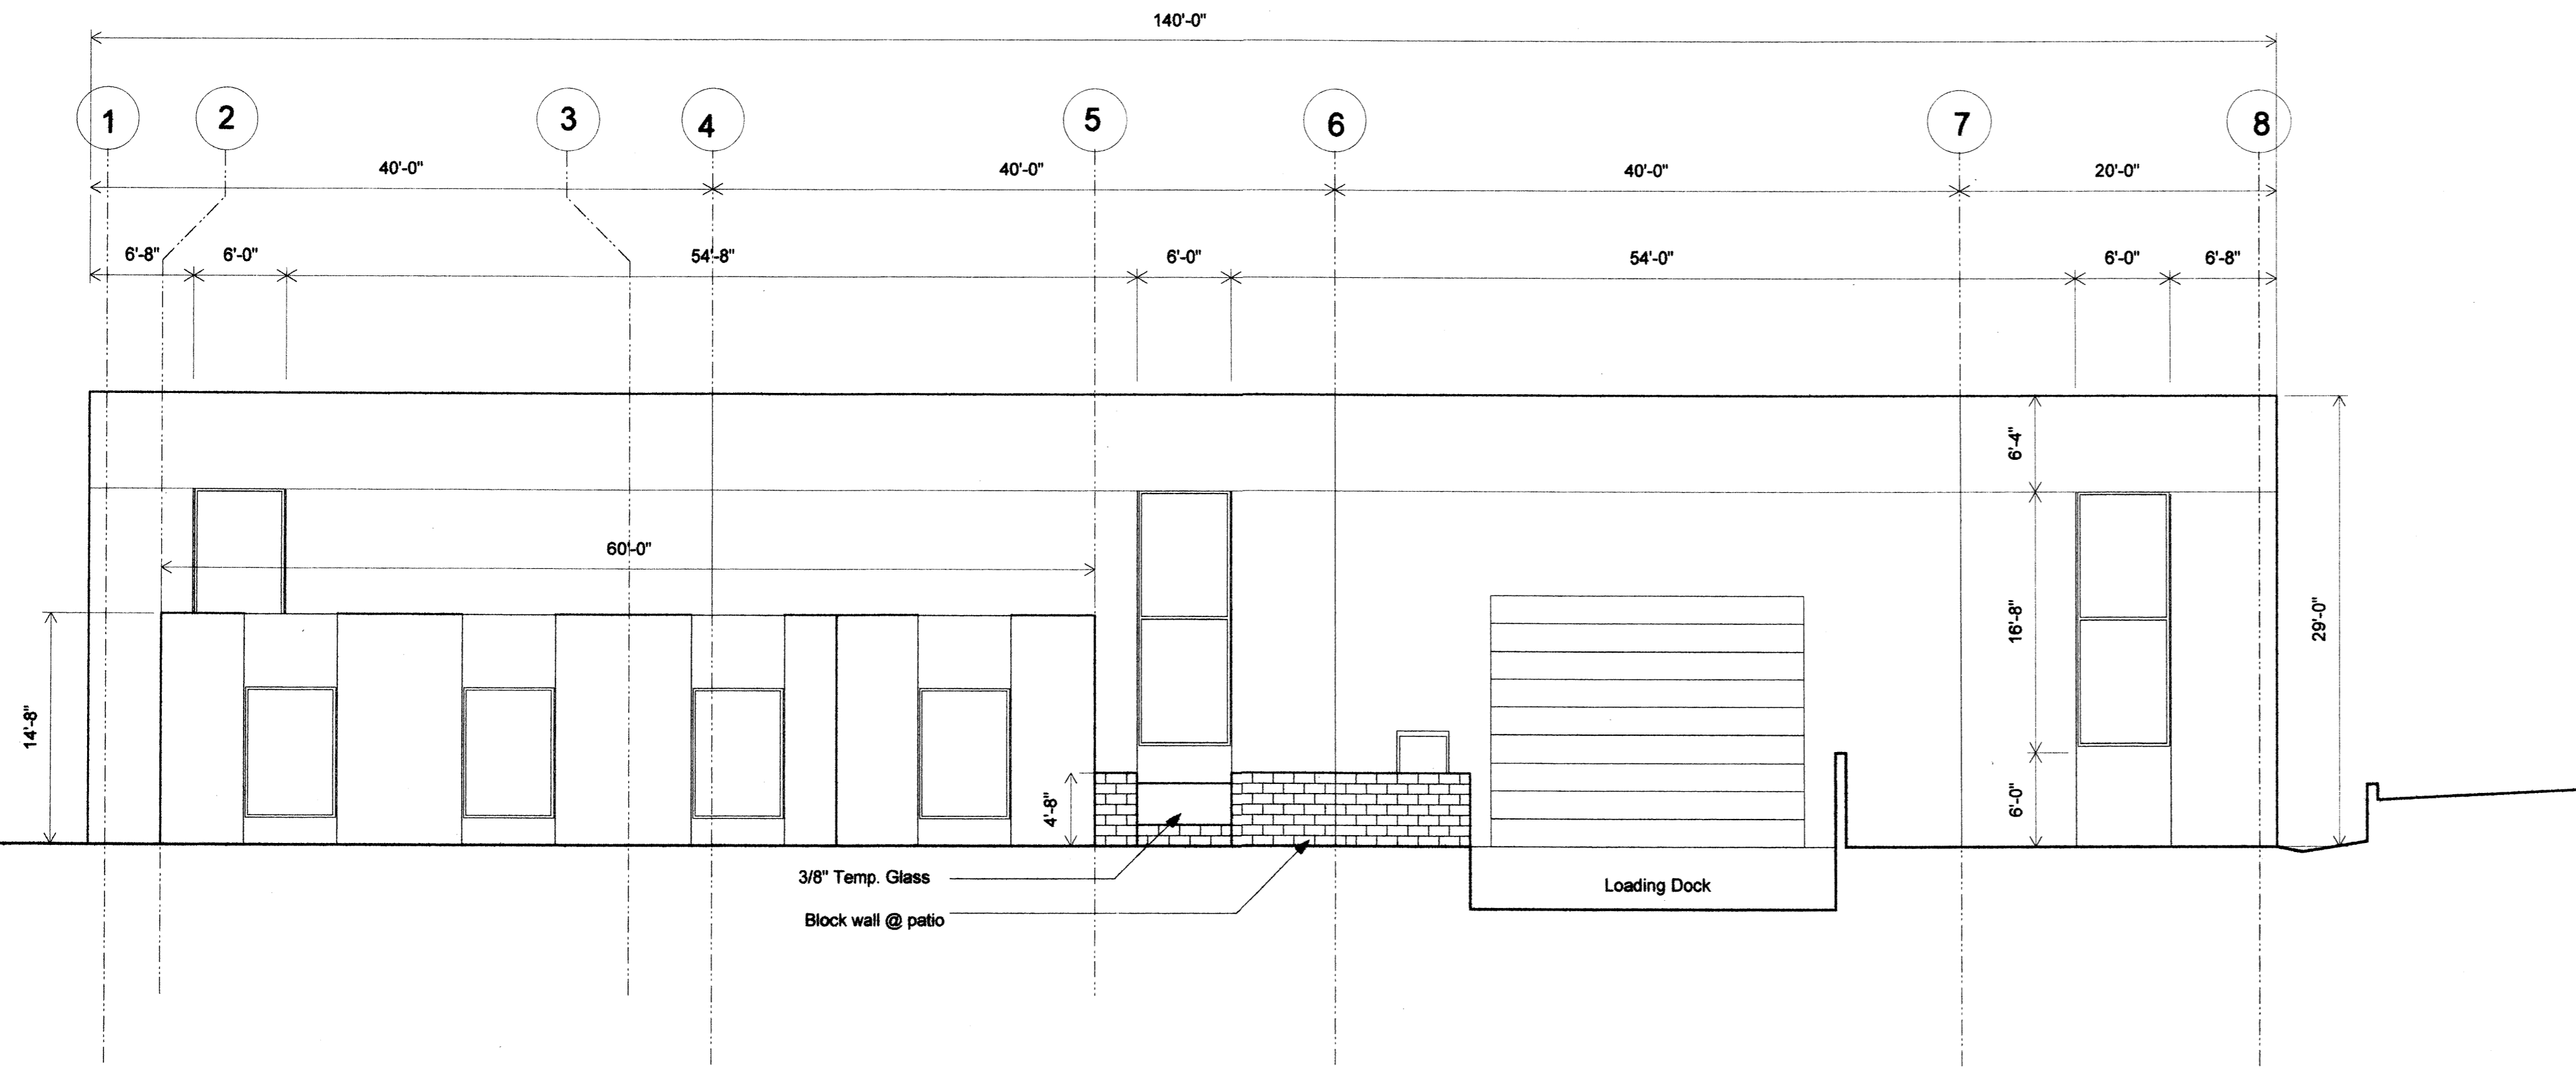 140'-0"
1 2 3 4 5 6 7 8
40'-0" 40'-0" 40'-0" 20'-0"
6'-8" 6'-0" 54'-8" 6'-0" 54'-0" 6'-0" 6'-8"
6'-4"
60'-0"
16'-8"
29'-0"
14'-8"
4'-8"
6'-0"
3/8" Temp. Glass
Loading Dock
Block wall @ patio